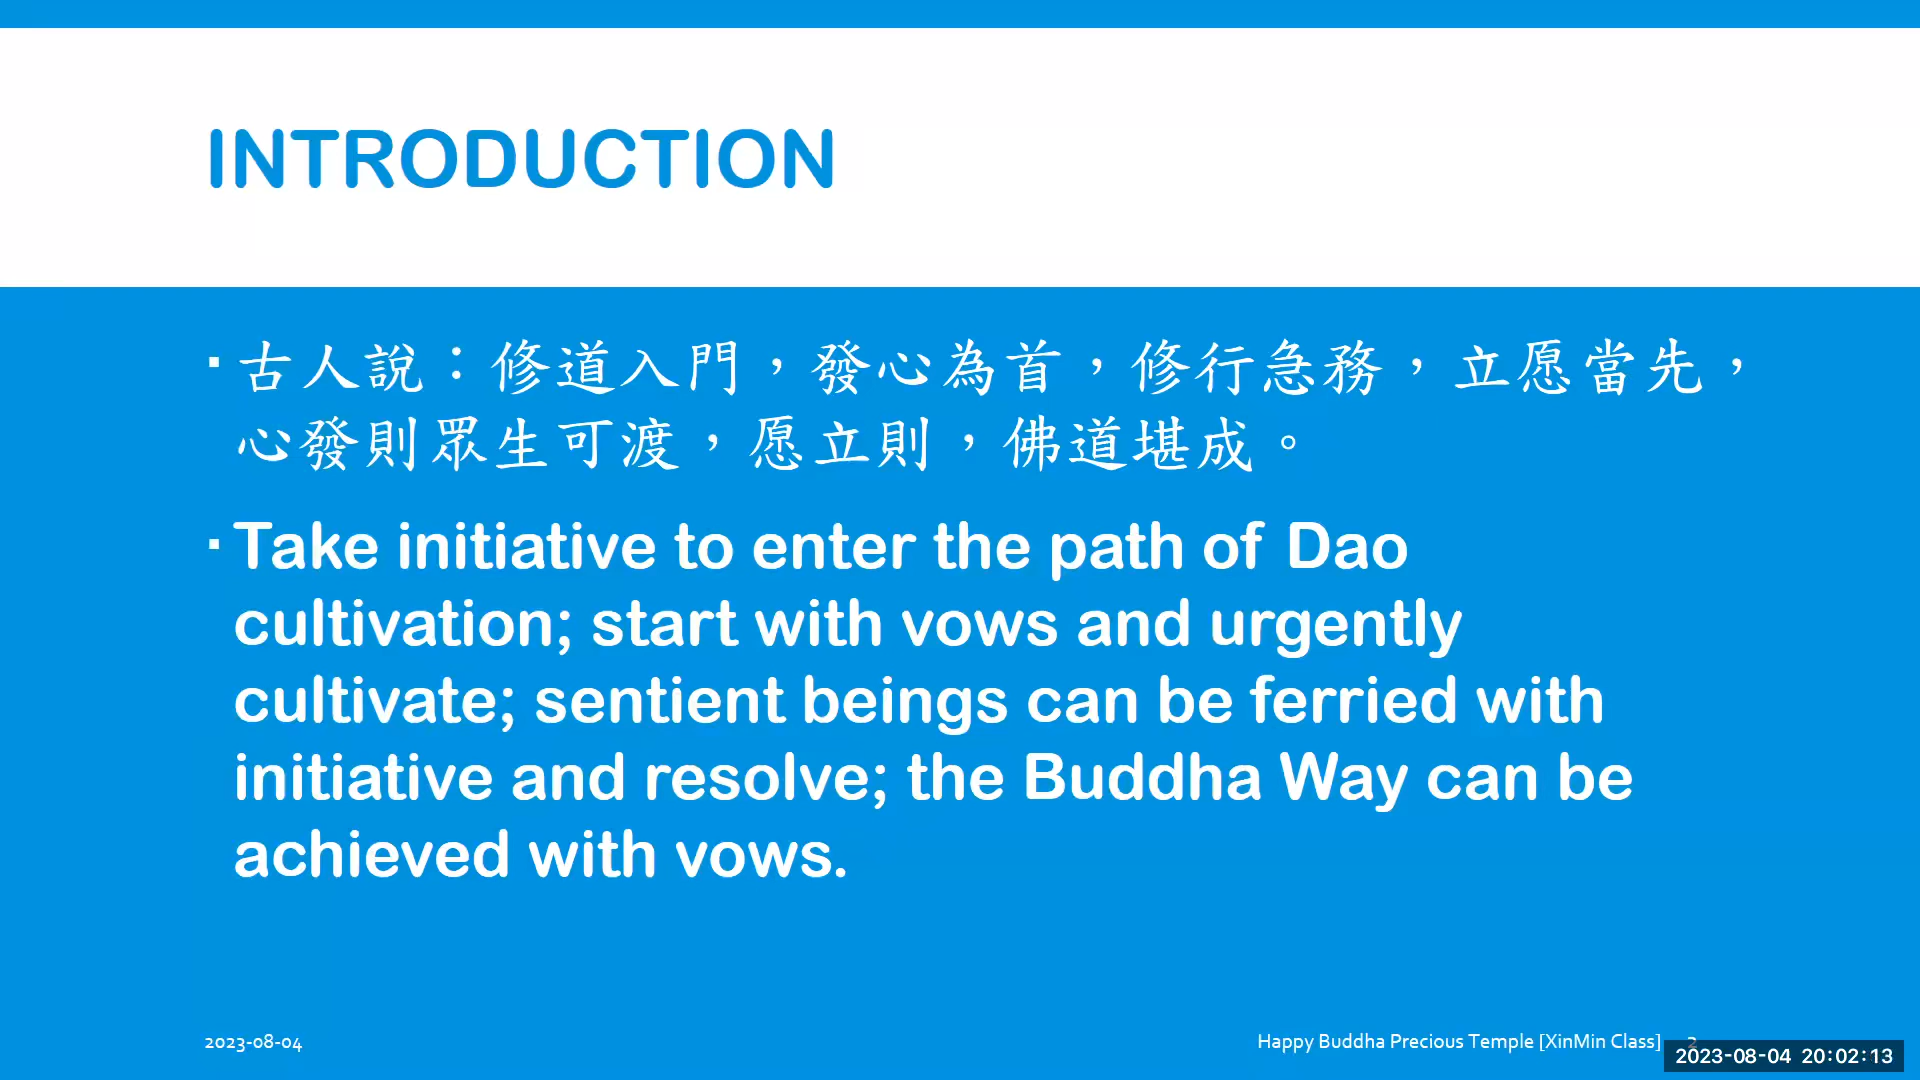 INTRODUCTION
▪ 古人說：修道入門，發心為首，修行急務，立愿當先，
心發則眾生可渡，愿立則，佛道堪成。
▪ Take initiative to enter the path of Dao
cultivation; start with vows and urgently
cultivate; sentient beings can be ferried with
initiative and resolve; the Buddha Way can be
achieved with vows.
2023-08-04
Happy Buddha Precious Temple [XinMin Class]
2
2023-08-04 20:02:13